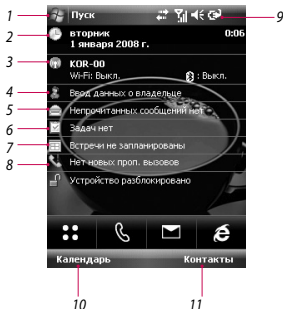 1 Пуск 9
2 вторник 0:06
1 января 2008 г.
3 KOR-00
Wi-Fi: Выкл. : Выкл.
4 Ввод данных о владельце
5 Непрочитанных сообщений нет
6 Задач нет
7 Встречи не запланированы
8 Нет новых проп. вызовов
Устройство разблокировано
Календарь Контакты
10 11